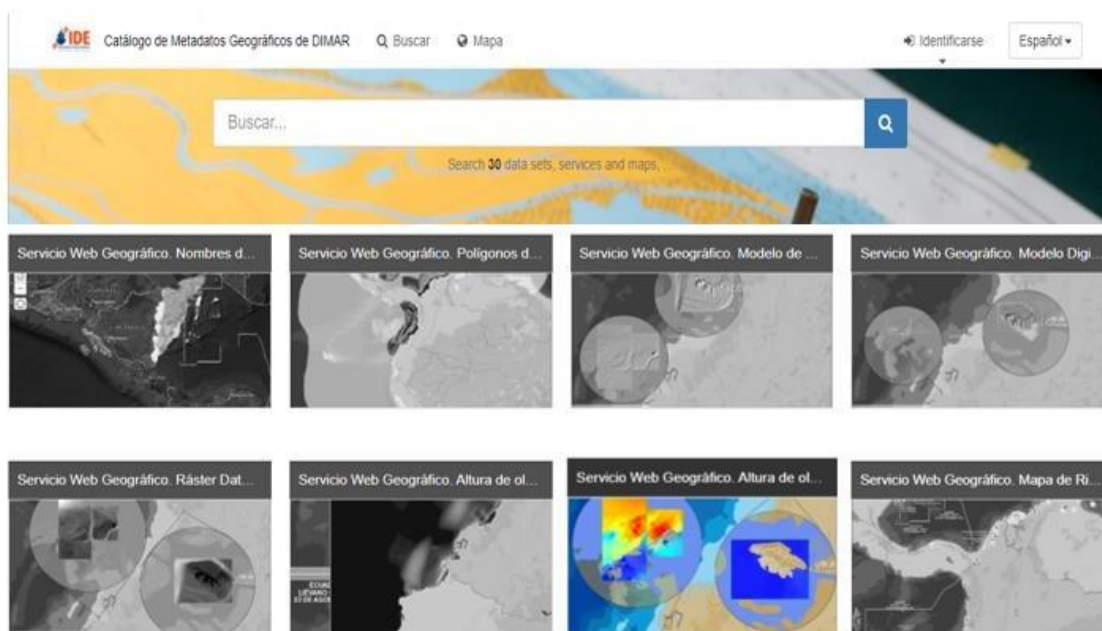 IDE
Catálogo de Metadatos Geográficos de DIMAR
Buscar
Mapa
Identificarse
Español
Buscar...
Search 30 data sets, services and maps, ...
Servicio Web Geográfico. Nombres d...
Servicio Web Geográfico. Polígonos d...
Servicio Web Geográfico. Modelo de ...
Servicio Web Geográfico. Modelo Digi...
Servicio Web Geográfico. Ráster Dat...
Servicio Web Geográfico. Altura de ol...
Servicio Web Geográfico. Altura de ol...
Servicio Web Geográfico. Mapa de Ri...